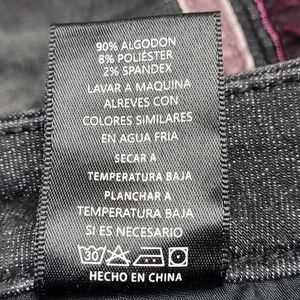 90% ALGODON
8% POLIÉSTER
2% SPANDEX
LAVAR A MAQUINA
ALREVES CON
COLORES SIMILARES
EN AGUA FRIA
SECAR A
TEMPERATURA BAJA
PLANCHAR A
TEMPERATURA BAJA
SI ES NECESARIO
30
HECHO EN CHINA